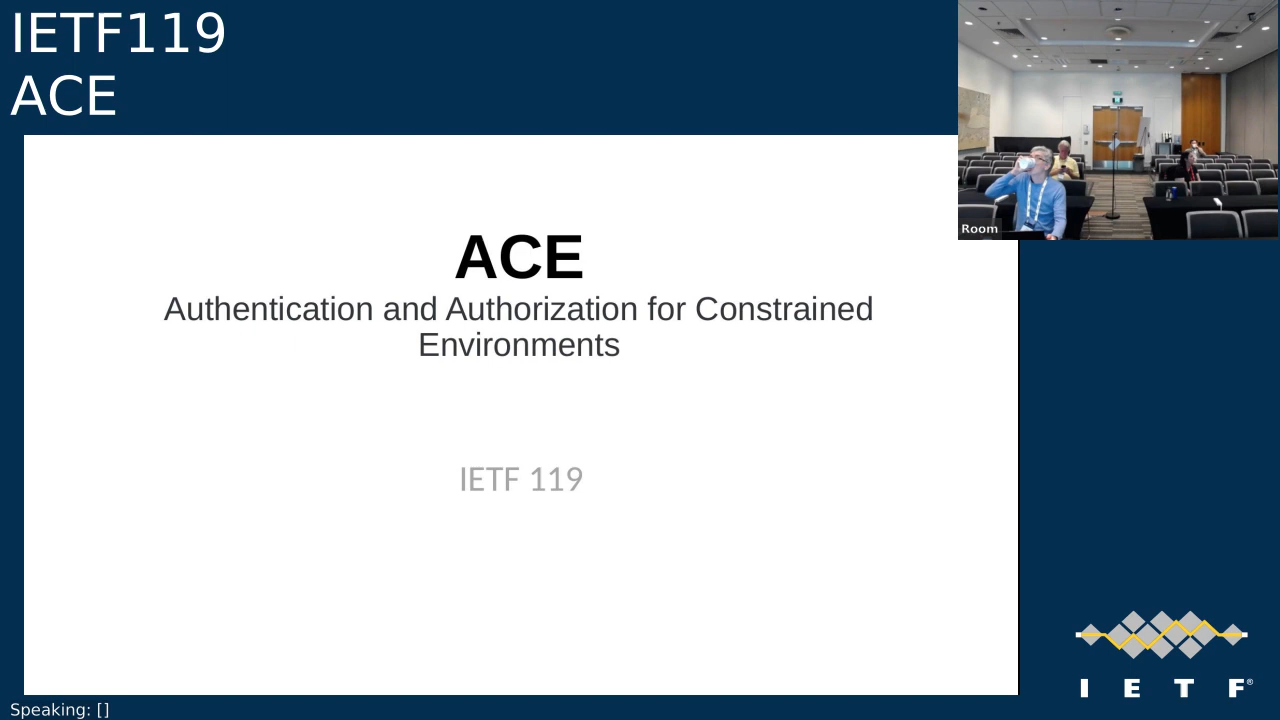 IETF119
ACE
Room
ACE
Authentication and Authorization for Constrained
Environments
IETF 119
I E T F®
Speaking: []